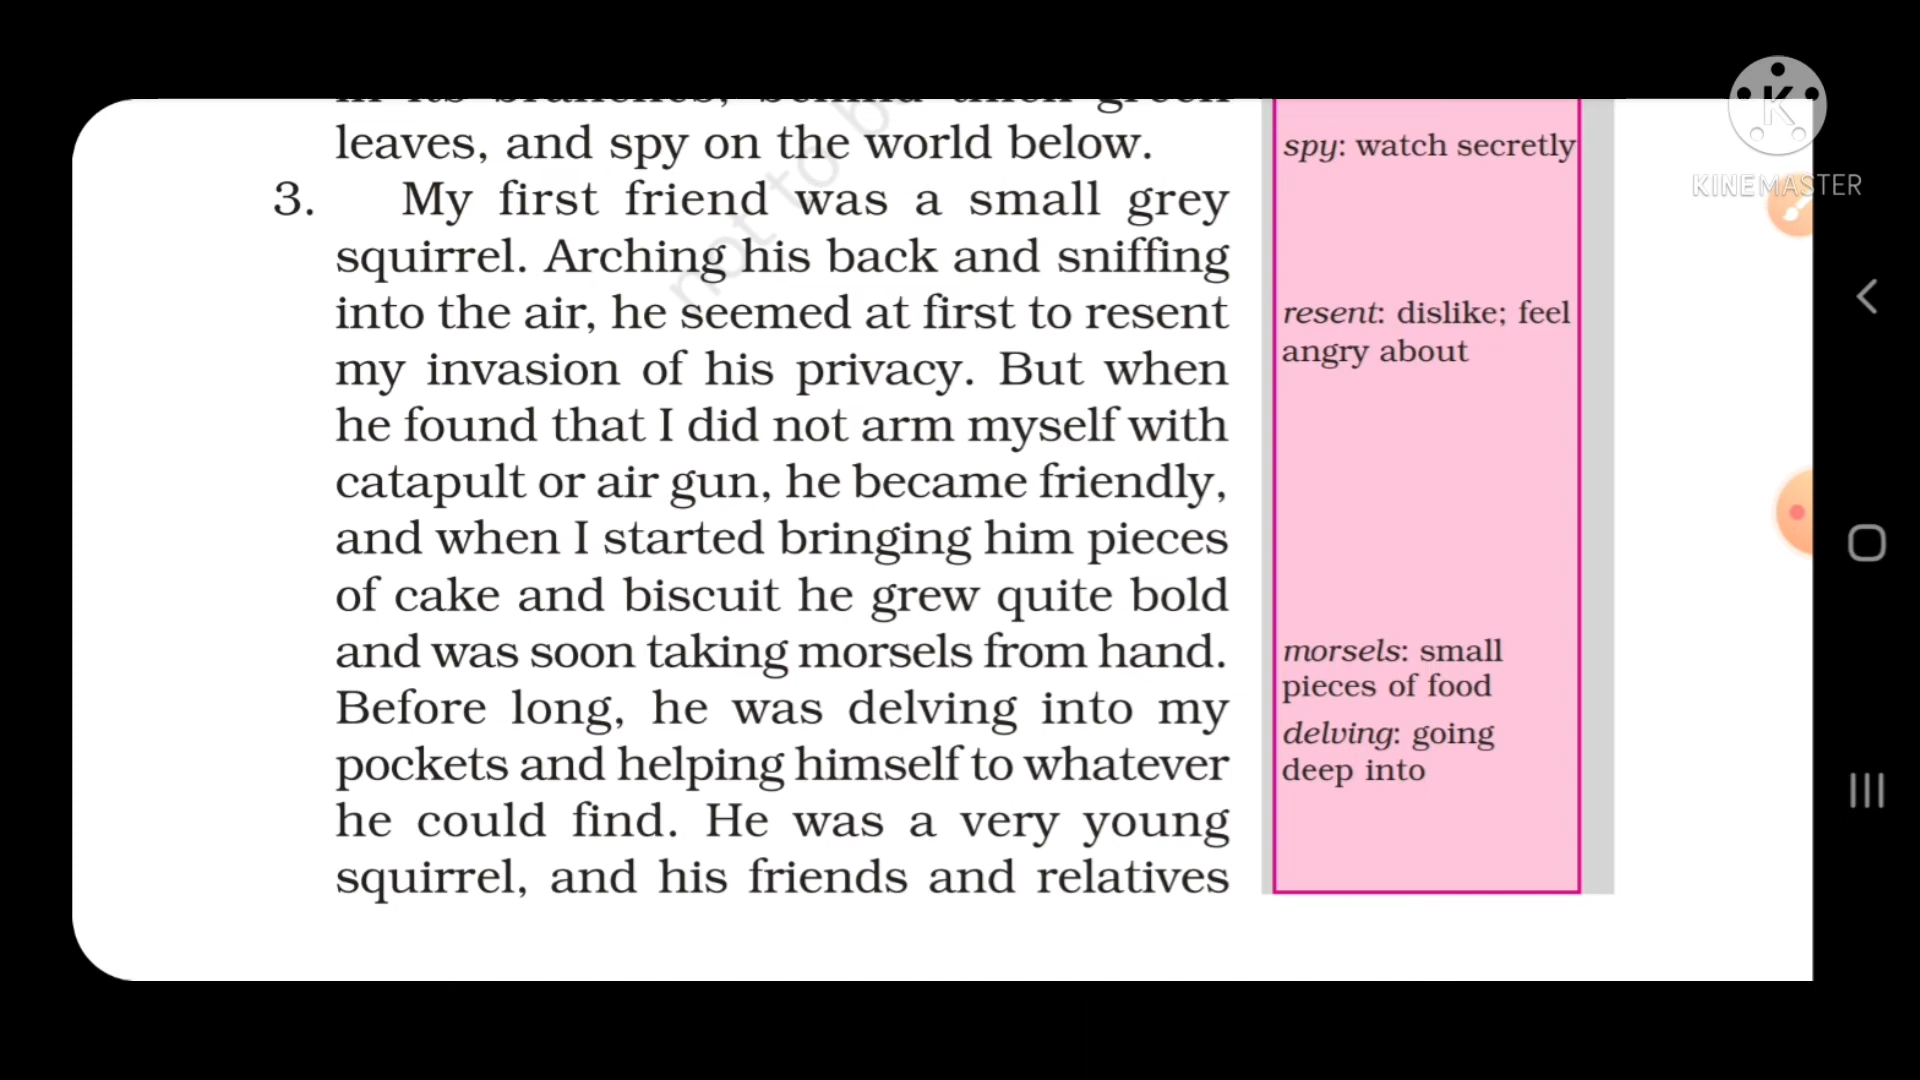 leaves, and spy on the world below.
3. My first friend was a small grey
squirrel. Arching his back and sniffing
into the air, he seemed at first to resent
my invasion of his privacy. But when
he found that I did not arm myself with
catapult or air gun, he became friendly,
and when I started bringing him pieces
of cake and biscuit he grew quite bold
and was soon taking morsels from hand.
Before long, he was delving into my
pockets and helping himself to whatever
he could find. He was a very young
squirrel, and his friends and relatives
spy: watch secretly
resent: dislike; feel
angry about
morsels: small
pieces of food
delving: going
deep into
not to b
K
KINEMASTER